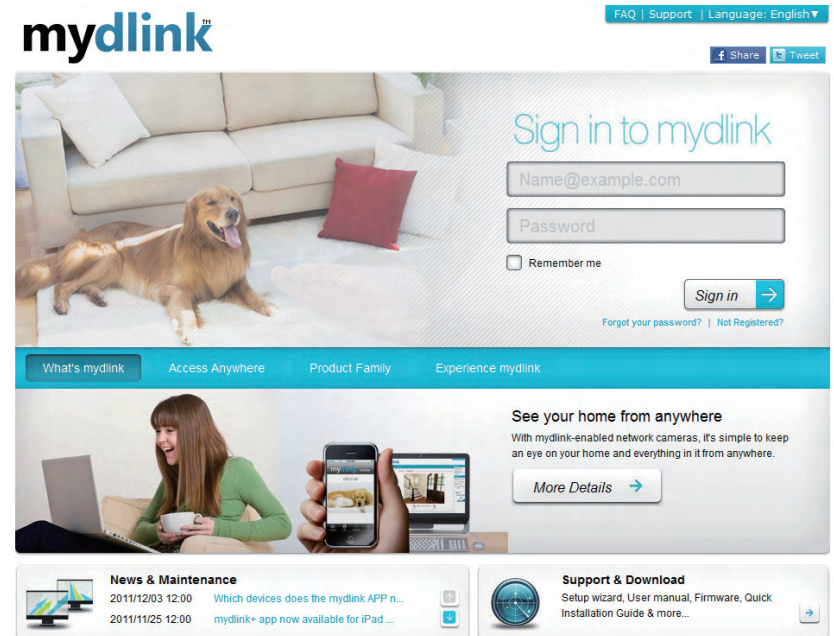 mydlink™
FAQ | Support | Language: English▼
Share
Tweet
Sign in to mydlink
Name@example.com
Password
Remember me
Sign in
Forgot your password? | Not Registered?
What's mydlink
Access Anywhere
Product Family
Experience mydlink
See your home from anywhere
With mydlink-enabled network cameras, it's simple to keep
an eye on your home and everything in it from anywhere.
More Details
News & Maintenance
2011/12/03 12:00 Which devices does the mydlink APP n...
2011/11/25 12:00 mydlink+ app now available for iPad ...
Support & Download
Setup wizard, User manual, Firmware, Quick
Installation Guide & more...